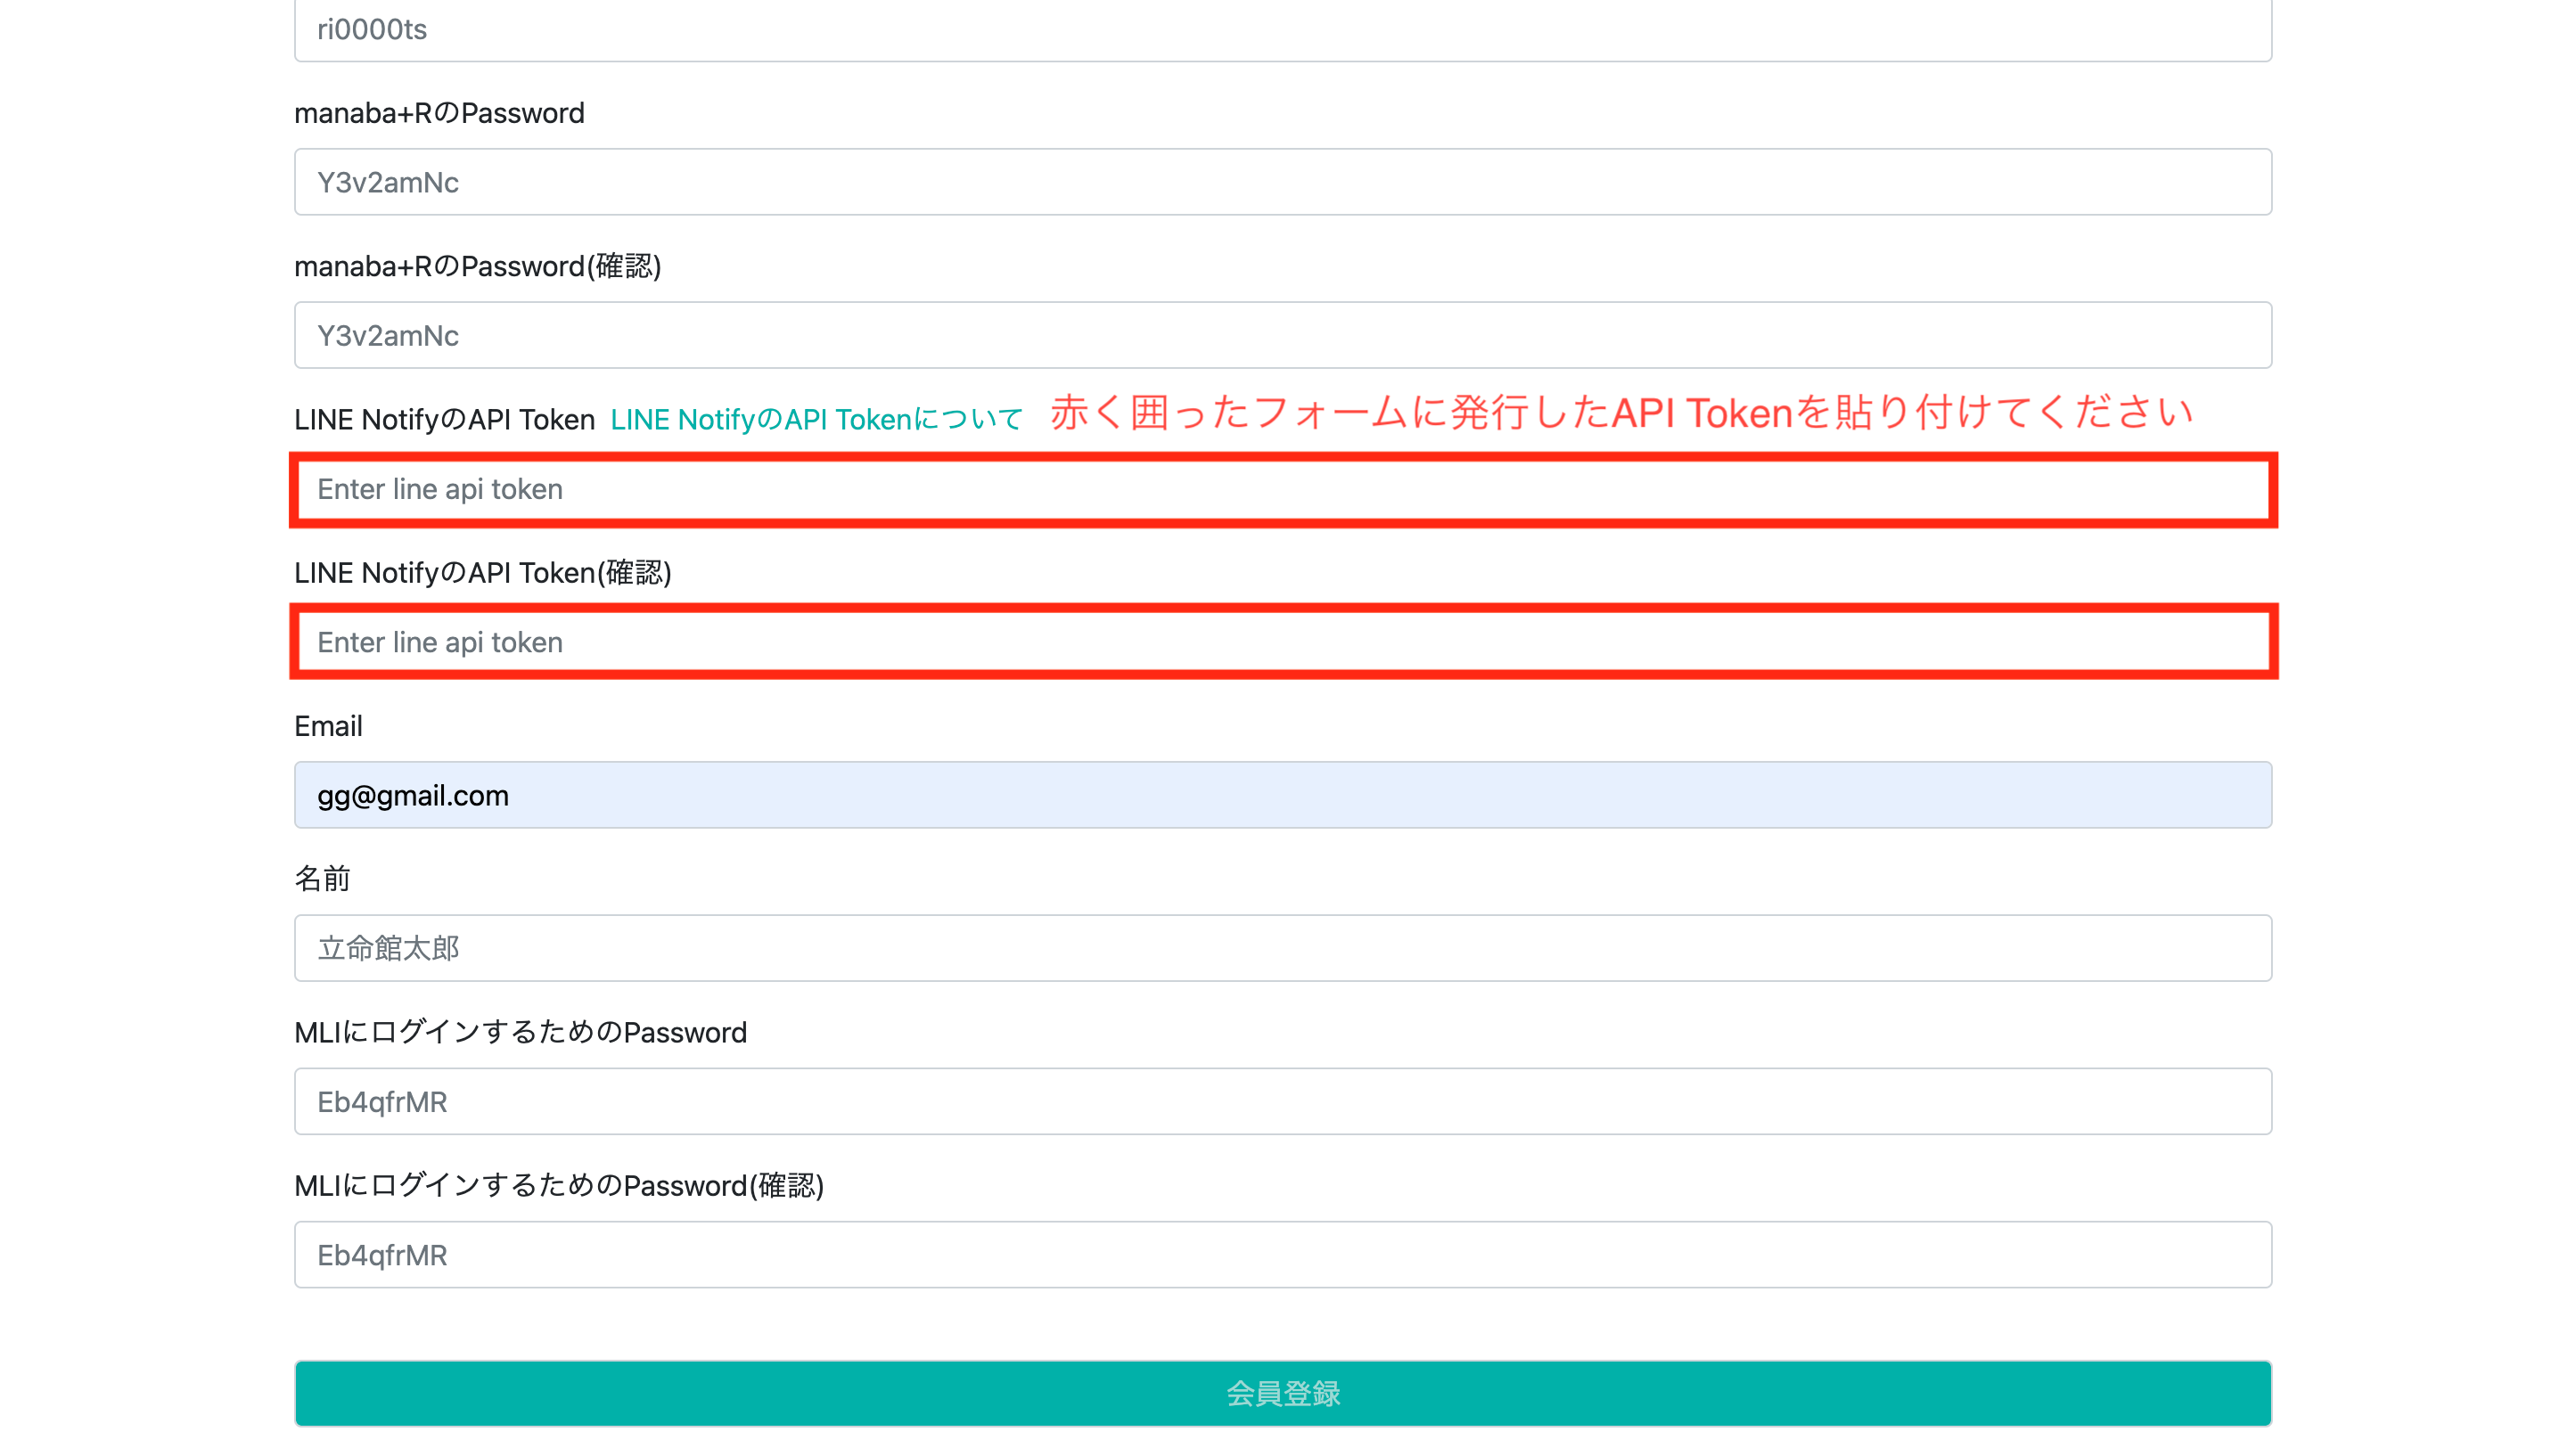 ri0000ts
manaba+RのPassword
Y3v2amNc
manaba+RのPassword(確認)
Y3v2amNc
LINE NotifyのAPI Token LINE NotifyのAPI Tokenについて 赤く囲ったフォームに発行したAPI Tokenを貼り付けてください
Enter line api token
LINE NotifyのAPI Token(確認)
Enter line api token
Email
gg@gmail.com
名前
立命館太郎
MLIにログインするためのPassword
Eb4qfrMR
MLIにログインするためのPassword(確認)
Eb4qfrMR
会員登録